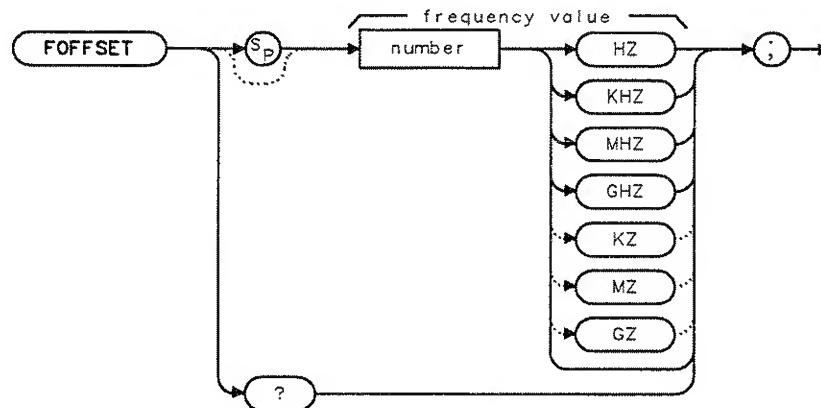 frequency value
FOFFSET
Sp
number
HZ
;
KHZ
MHZ
GHZ
KZ
MZ
GZ
?